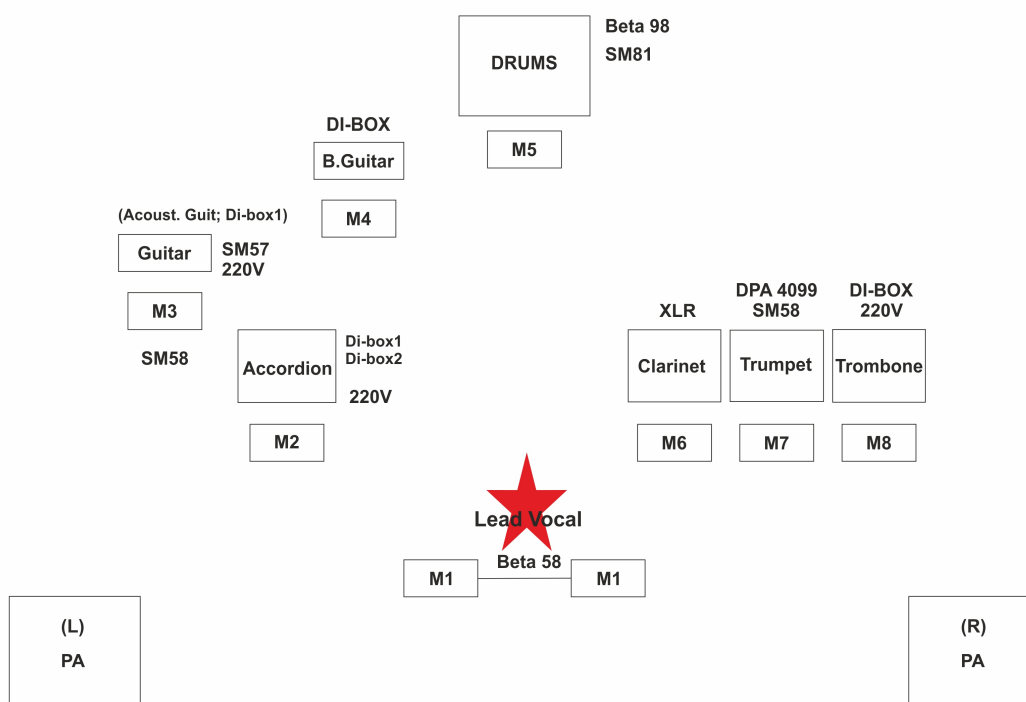 Beta 98
SM81
DRUMS
M5
DI-BOX
B.Guitar
M4
(Acoust. Guit; Di-box1)
Guitar
SM57
220V
M3
SM58
Di-box1
Di-box2
Accordion
220V
M2
XLR
Clarinet
M6
DPA 4099
SM58
Trumpet
M7
DI-BOX
220V
Trombone
M8
Lead Vocal
Beta 58
M1
M1
(L)
PA
(R)
PA